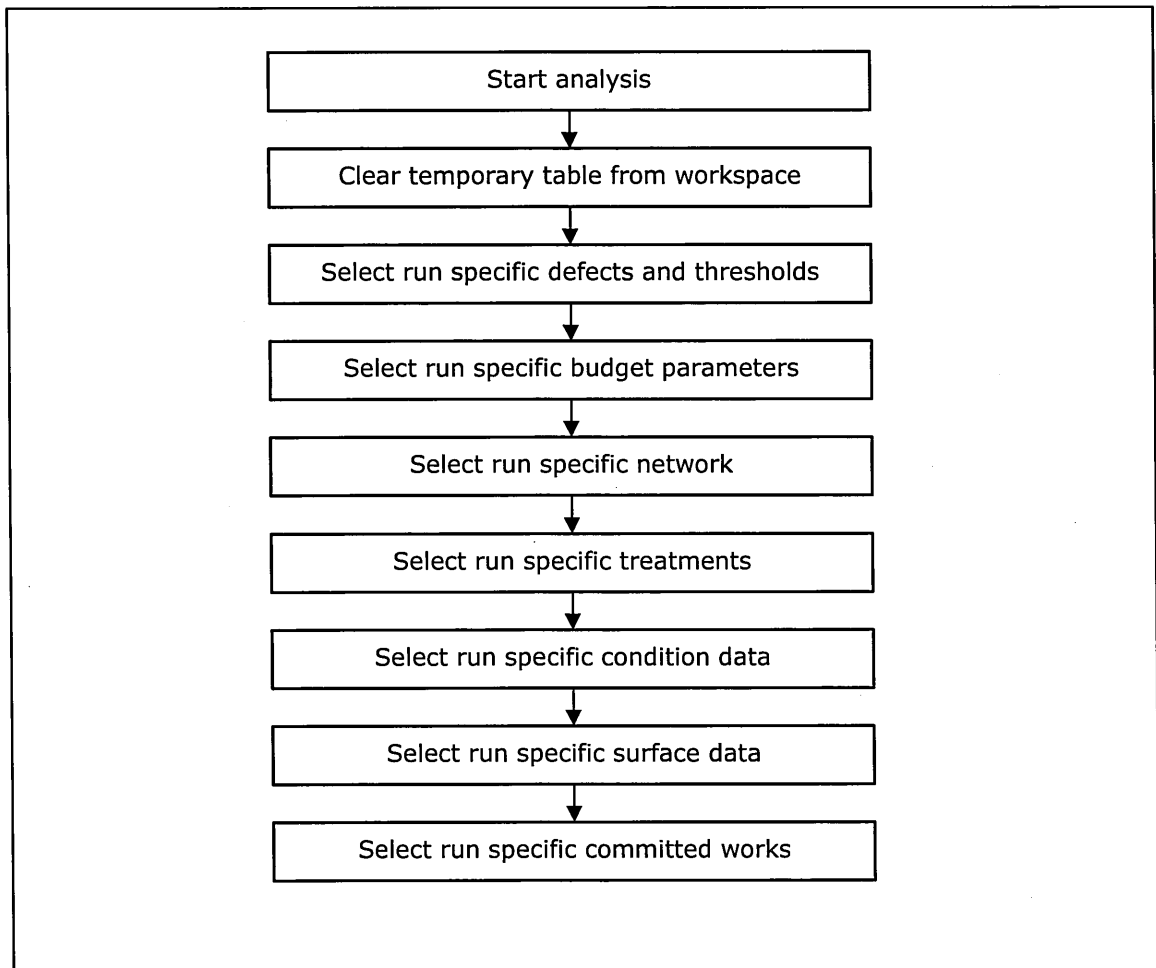 Start analysis
Clear temporary table from workspace
Select run specific defects and thresholds
Select run specific budget parameters
Select run specific network
Select run specific treatments
Select run specific condition data
Select run specific surface data
Select run specific committed works